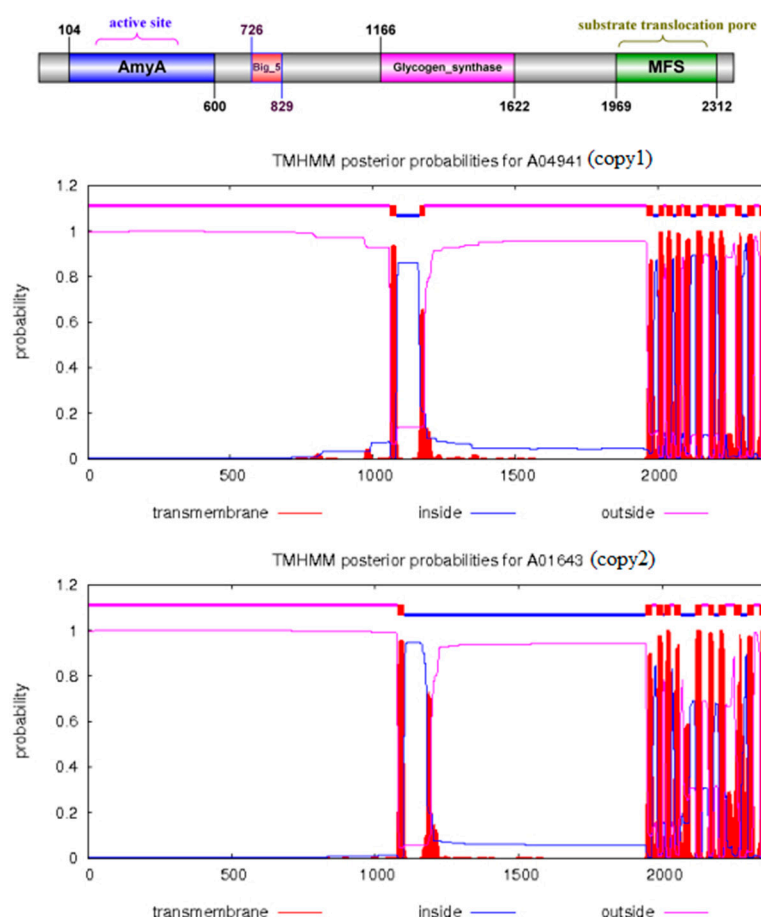 active site
substrate translocation pore
104
726
1166
AmyA
Big_5
Glycogen_synthase
MFS
600
829
1622
1969
2312
TMHMM posterior probabilities for A04941 (copy1)
1.2
1
0.8
0.6
0.4
0.2
0
probability
0 500 1000 1500 2000
transmembrane inside outside
TMHMM posterior probabilities for A01643 (copy2)
1.2
1
0.8
0.6
0.4
0.2
0
probability
0 500 1000 1500 2000
transmembrane inside outside